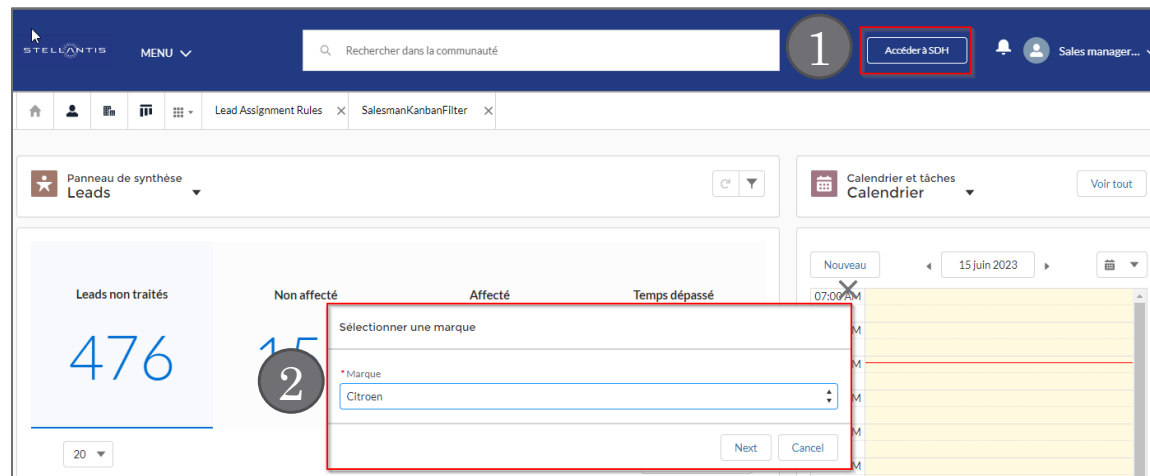 STELLANTIS
MENU
Rechercher dans la communauté
1
Accéder à SDH
Sales manager...
Lead Assignment Rules
SalesmanKanbanFilter
Panneau de synthèse
Leads
Calendrier et tâches
Calendrier
Voir tout
Leads non traités
476
Non affecté
Affecté
Temps dépassé
Nouveau
15 juin 2023
07:00 AM
M
M
M
M
M
2
Sélectionner une marque
* Marque
Citroen
Next
Cancel
20